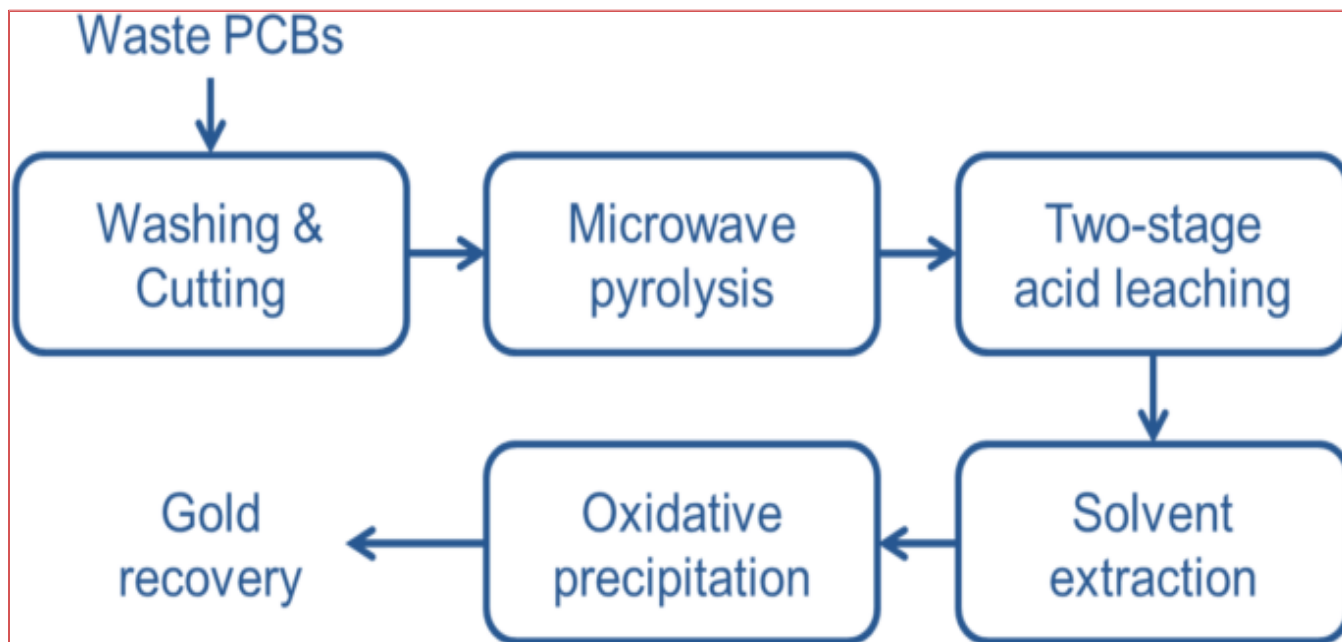 Waste PCBs
Washing &
Cutting
Microwave
pyrolysis
Two-stage
acid leaching
Solvent
extraction
Oxidative
precipitation
Gold
recovery